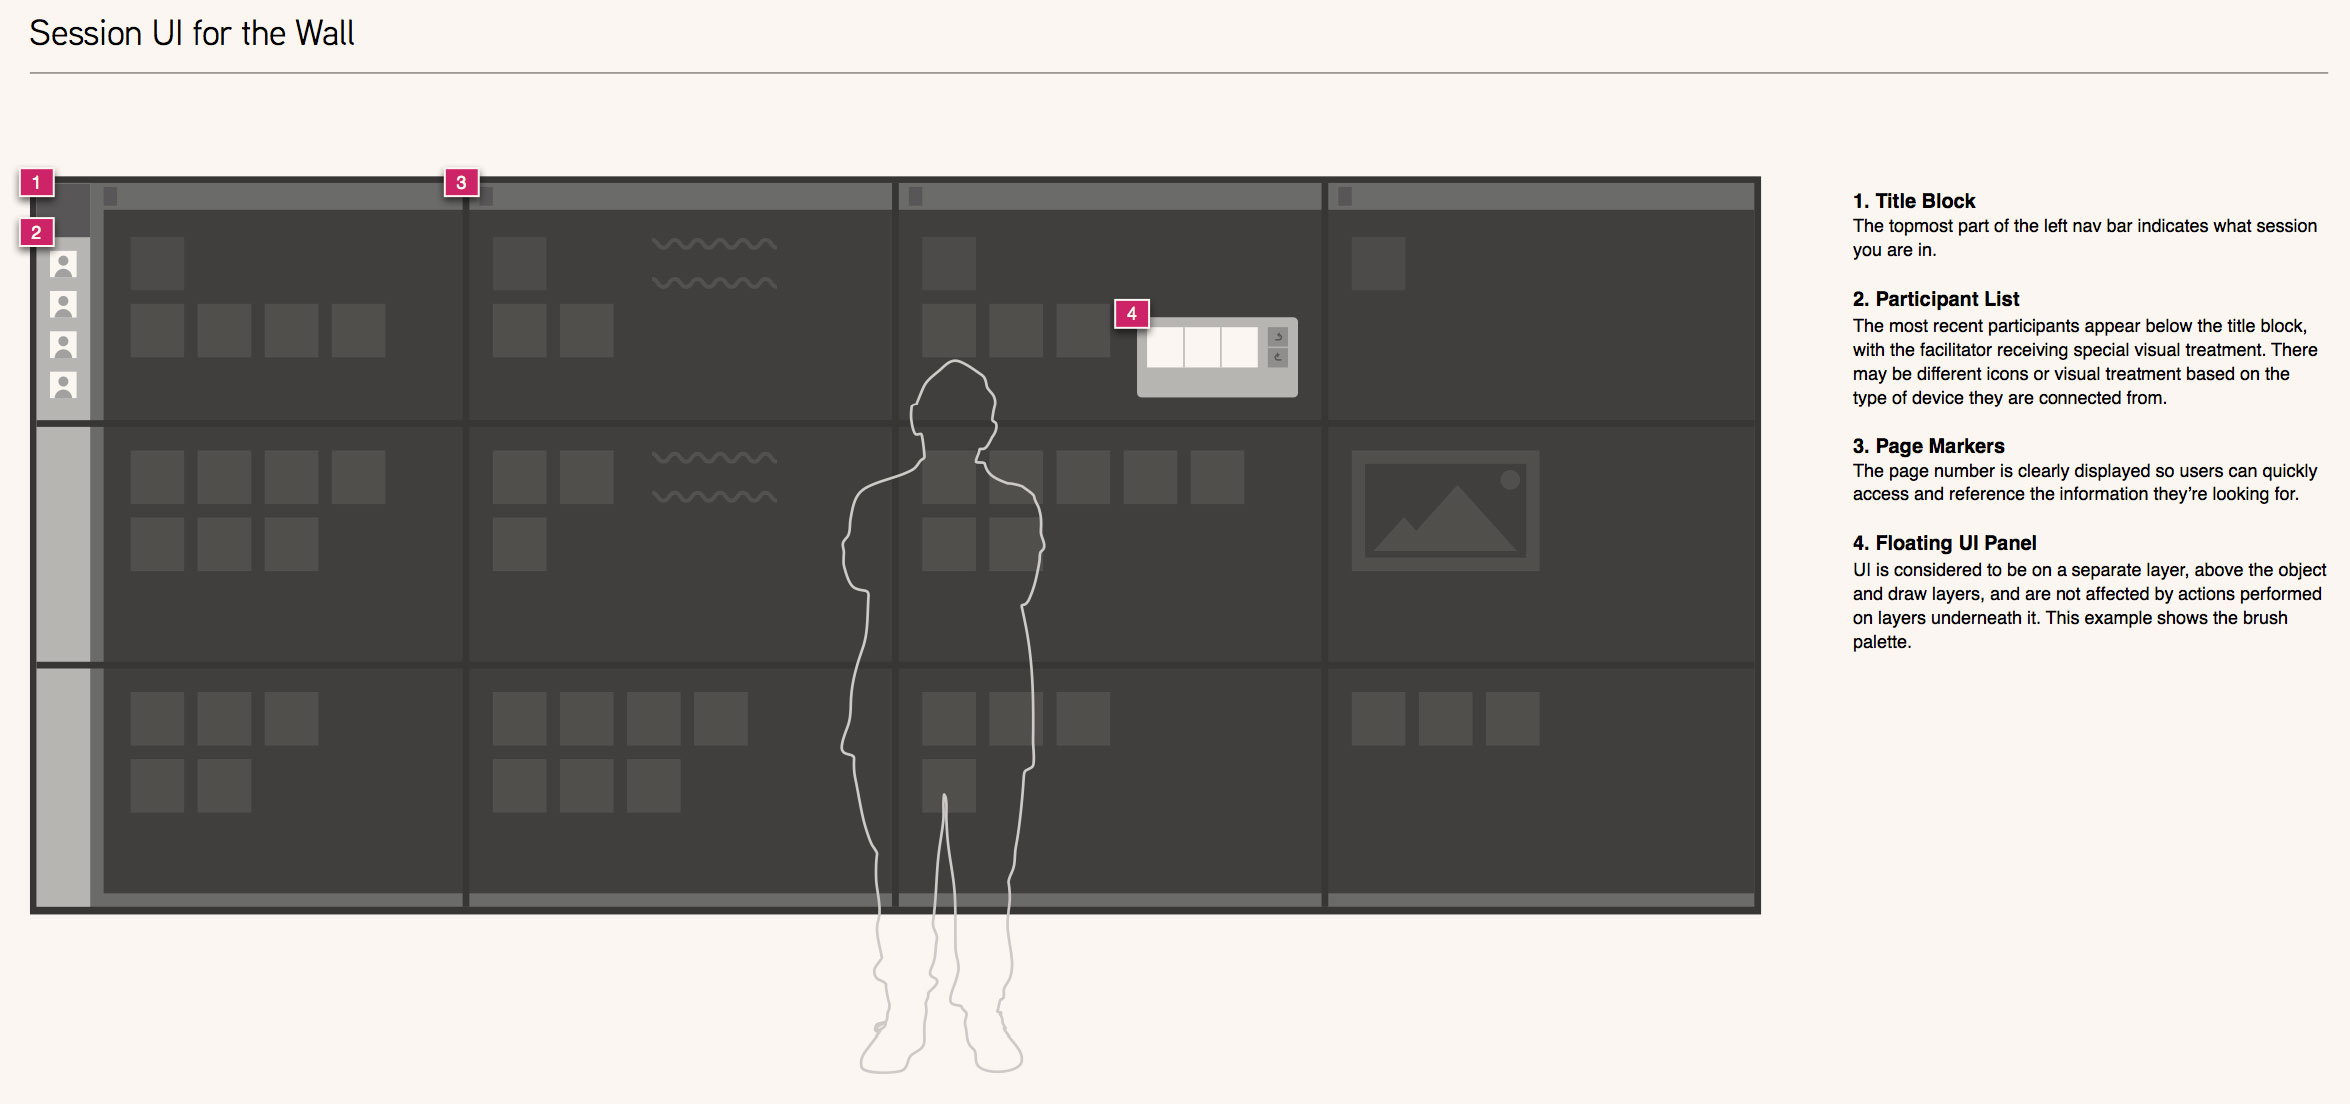 Session UI for the Wall
1
3
2
4
1. Title Block
The topmost part of the left nav bar indicates what session
you are in.
2. Participant List
The most recent participants appear below the title block,
with the facilitator receiving special visual treatment. There
may be different icons or visual treatment based on the
type of device they are connected from.
3. Page Markers
The page number is clearly displayed so users can quickly
access and reference the information they’re looking for.
4. Floating UI Panel
UI is considered to be on a separate layer, above the object
and draw layers, and are not affected by actions performed
on layers underneath it. This example shows the brush
palette.